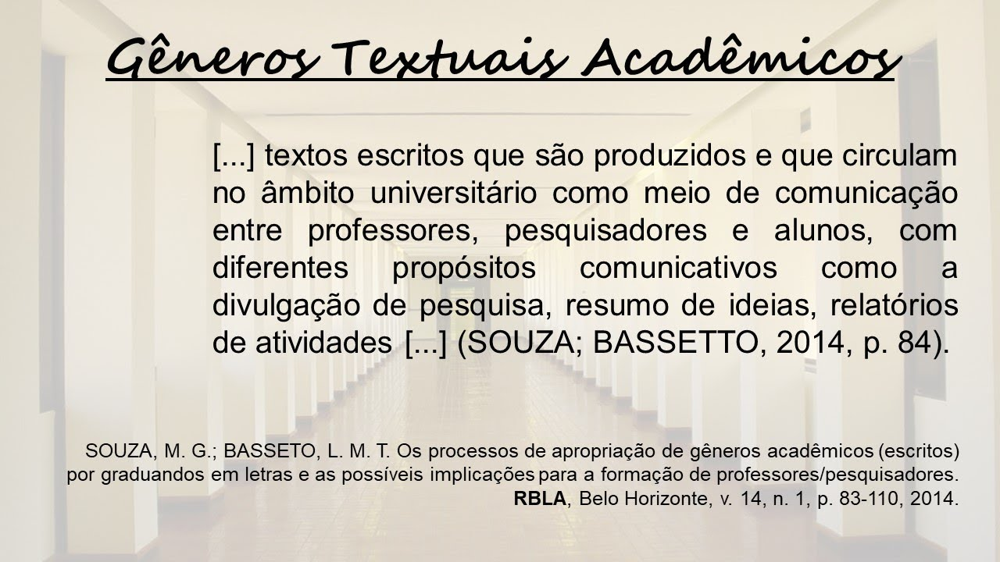 Gêneros Textuais Acadêmicos
[...] textos escritos que são produzidos e que circulam
no âmbito universitário como meio de comunicação
entre professores, pesquisadores e alunos, com
diferentes propósitos comunicativos como a
divulgação de pesquisa, resumo de ideias, relatórios
de atividades [...] (SOUZA; BASSETTO, 2014, p. 84).
SOUZA, M. G.; BASSETO, L. M. T. Os processos de apropriação de gêneros acadêmicos (escritos)
por graduandos em letras e as possíveis implicações para a formação de professores/pesquisadores.
RBLA, Belo Horizonte, v. 14, n. 1, p. 83-110, 2014.